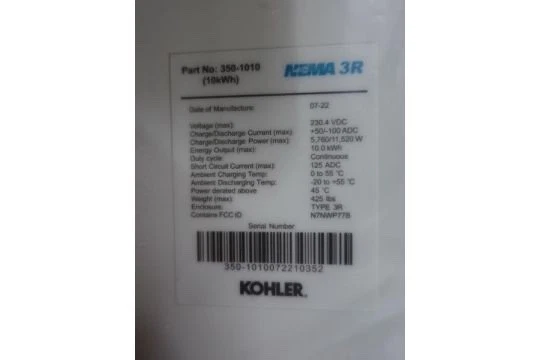 Part No: 350-1010
(10kWh)
NEMA 3R
Date of Manufacture: 07-22
Voltage (max): 230.4 VDC
Charge/Discharge Current (max): +50/-100 ADC
Charge/Discharge Power (max): 5,760/11,520 W
Energy Output (max): 10.0 kWh
Duty cycle Continuous
Short Circuit Current (max): 125 ADC
Ambient Charging Temp: 0 to 55 °C
Ambient Discharging Temp: -20 to +55 °C
Power derated above 45 °C
Weight (max): 425 lbs
Enclosure: TYPE 3R
Contains FCC ID N7NWP77B
Serial Number
350-1010072210352
KOHLER